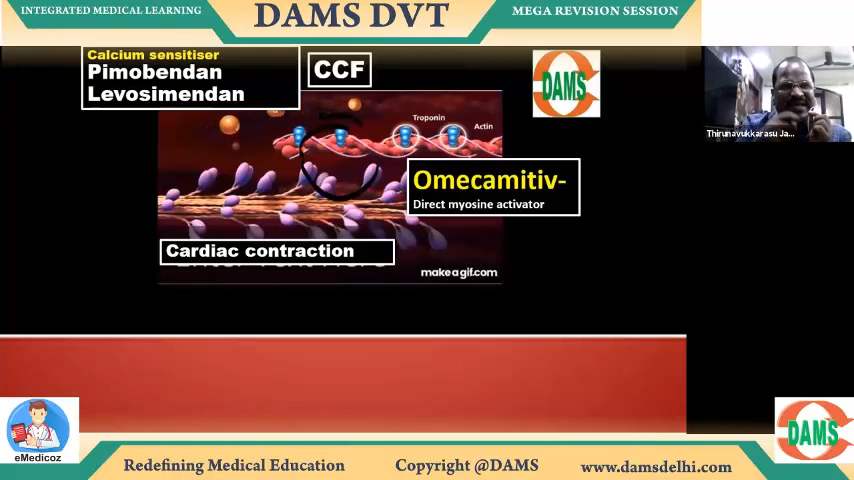 INTEGRATED MEDICAL LEARNING
DAMS DVT
MEGA REVISION SESSION
Calcium sensitiser
Pimobendan
Levosimendan
CCF
DAMS
Thirunavukkarasu Ja...
Troponin
Actin
Omecamitiv-
Direct myosine activator
Cardiac contraction
makeagif.com
eMedicoz
DAMS
Redefining Medical Education
Copyright @DAMS
www.damsdelhi.com